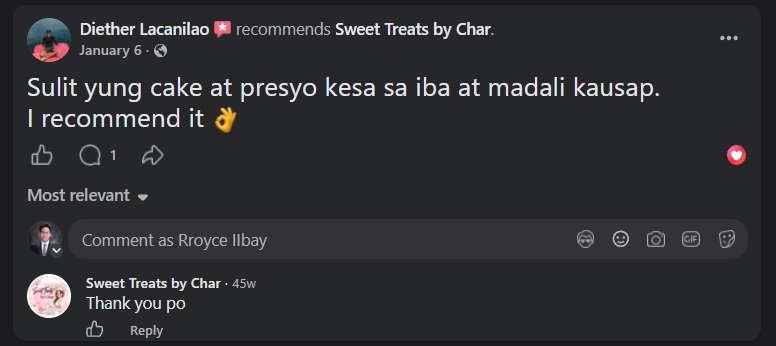 Diether Lacanilao recommends Sweet Treats by Char.
January 6 ·
Sulit yung cake at presyo kesa sa iba at madali kausap.
I recommend it 👌
1
Most relevant
Comment as Rroyce IIbay
GIF
Sweet Treats by Char · 45w
Thank you po
Reply